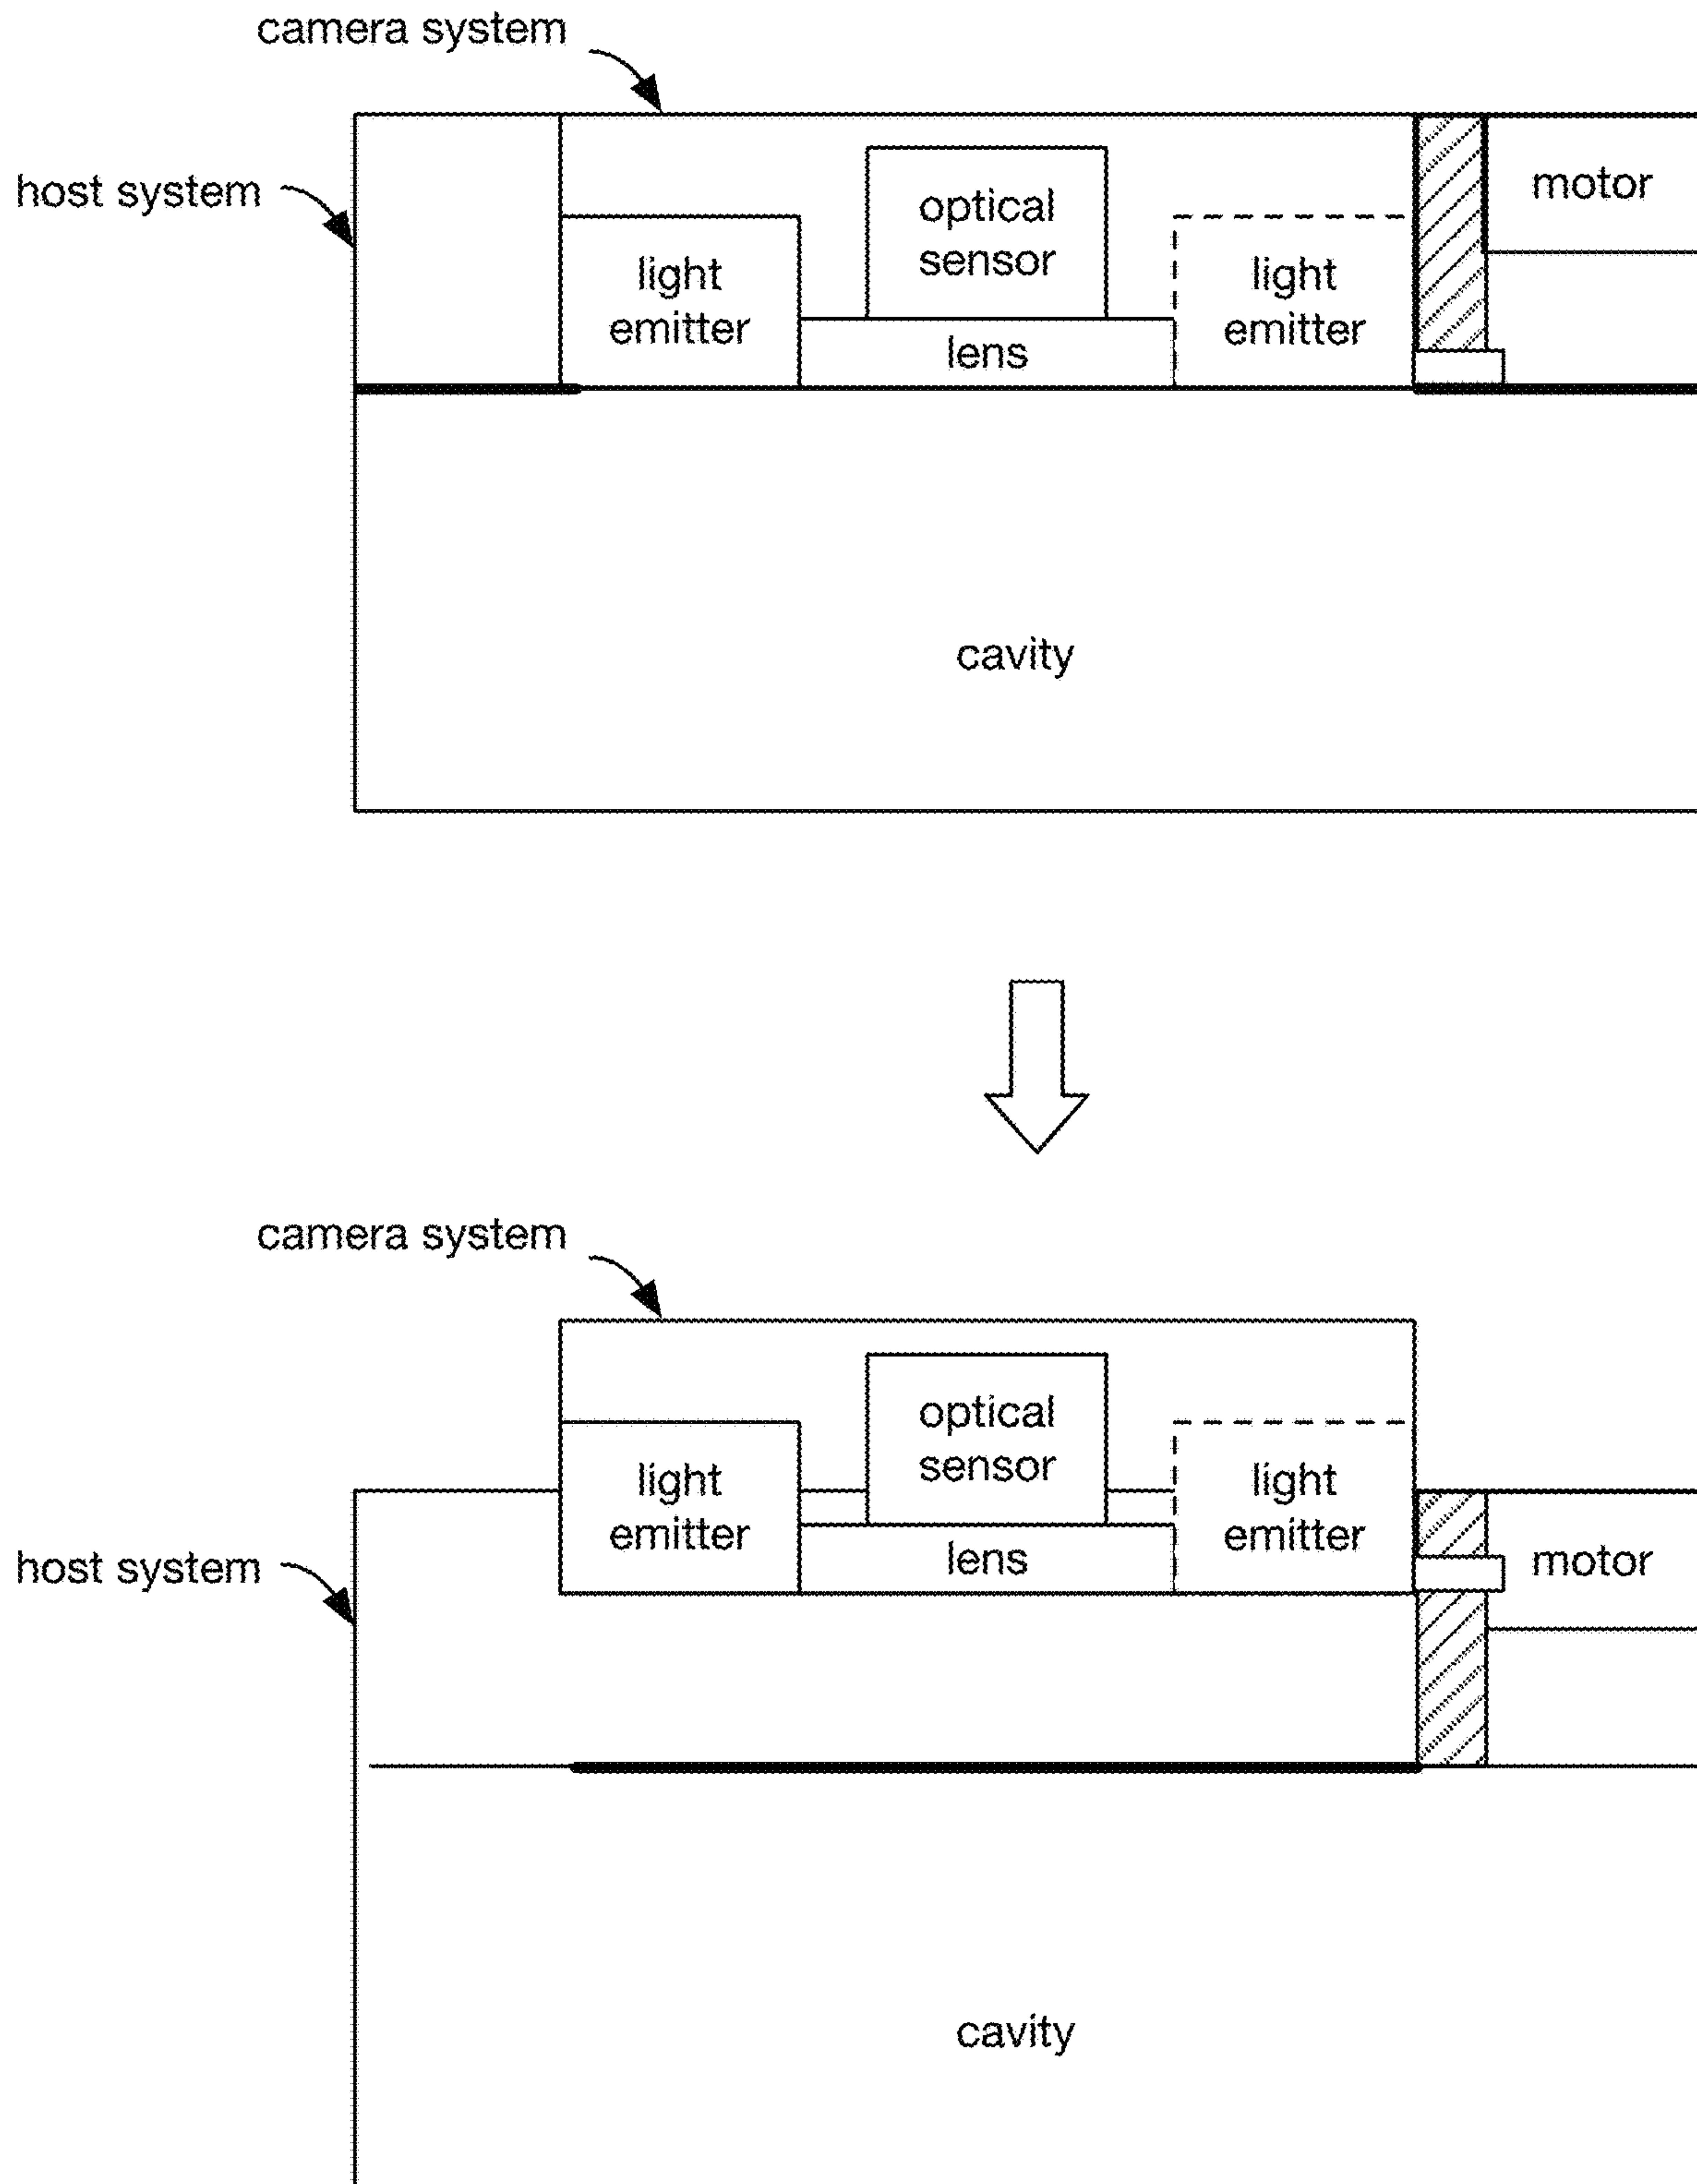 camera system
host system
optical
sensor
motor
light
emitter
light
emitter
lens
cavity
camera system
optical
sensor
light
emitter
light
emitter
host system
lens
motor
cavity